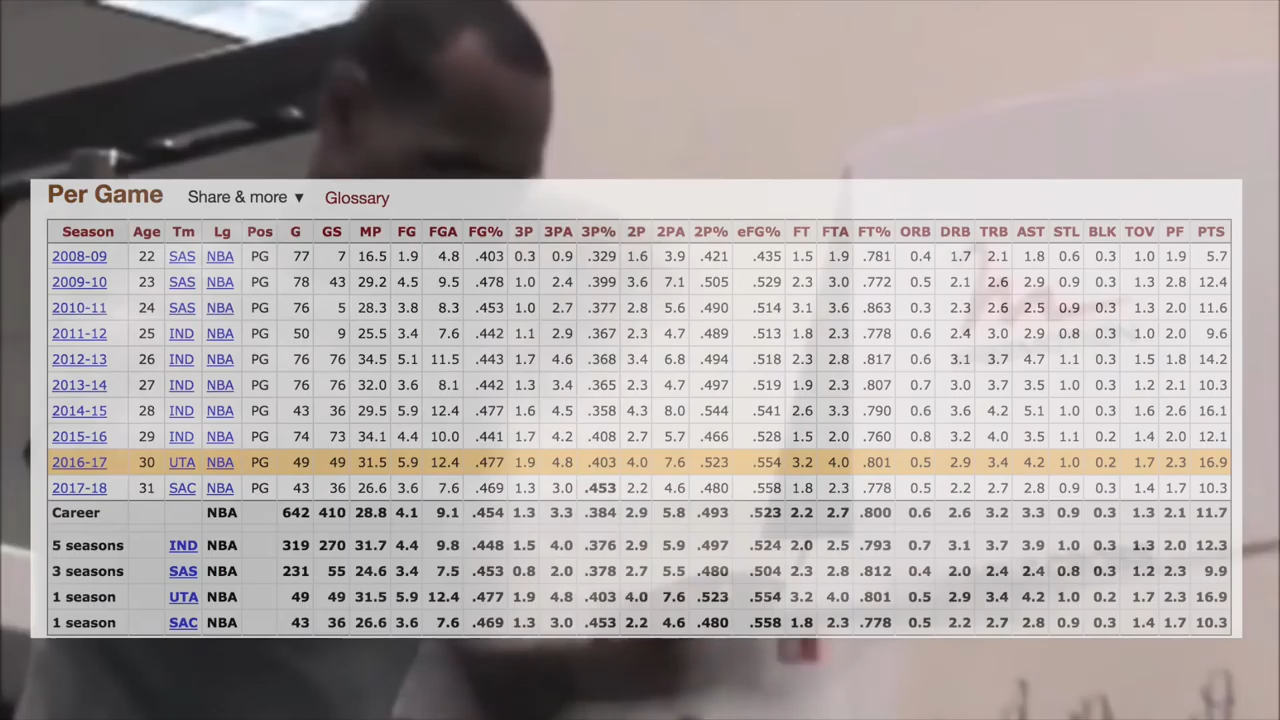 Per Game Share & more ▼ Glossary
Season Age Tm Lg Pos G GS MP FG FGA FG% 3P 3PA 3P% 2P 2PA 2P% eFG% FT FTA FT% ORB DRB TRB AST STL BLK TOV PF PTS
2008-09 22 SAS NBA PG 77 7 16.5 1.9 4.8 .403 0.3 0.9 .329 1.6 3.9 .421 .435 1.5 1.9 .781 0.4 1.7 2.1 1.8 0.6 0.3 1.0 1.9 5.7
2009-10 23 SAS NBA PG 78 43 29.2 4.5 9.5 .478 1.0 2.4 .399 3.6 7.1 .505 .529 2.3 3.0 .772 0.5 2.1 2.6 2.9 0.9 0.3 1.3 2.8 12.4
2010-11 24 SAS NBA PG 76 5 28.3 3.8 8.3 .453 1.0 2.7 .377 2.8 5.6 .490 .514 3.1 3.6 .863 0.3 2.3 2.6 2.5 0.9 0.3 1.3 2.0 11.6
2011-12 25 IND NBA PG 50 9 25.5 3.4 7.6 .442 1.1 2.9 .367 2.3 4.7 .489 .513 1.8 2.3 .778 0.6 2.4 3.0 2.4 0.8 0.3 1.0 2.0 9.6
2012-13 26 IND NBA PG 76 76 34.5 5.1 11.5 .443 1.7 4.6 .368 3.4 6.8 .494 .518 2.3 2.8 .817 0.6 3.1 3.7 4.7 1.1 0.3 1.5 1.8 14.2
2013-14 27 IND NBA PG 76 76 32.0 3.6 8.1 .442 1.3 3.4 .365 2.3 4.7 .497 .519 1.9 2.3 .807 0.7 3.0 3.7 3.5 1.0 0.3 1.2 2.1 10.3
2014-15 28 IND NBA PG 43 36 29.5 5.9 12.4 .477 1.6 4.5 .358 4.3 8.0 .544 .541 2.6 3.3 .790 0.6 3.6 4.2 5.1 1.0 0.3 1.6 2.6 16.1
2015-16 29 IND NBA PG 74 73 34.1 4.4 10.0 .441 1.7 4.2 .408 2.7 5.7 .466 .528 1.5 2.0 .760 0.8 3.2 4.0 3.5 1.1 0.2 1.4 2.0 12.1
2016-17 30 UTA NBA PG 49 49 31.5 5.9 12.4 .477 1.9 4.8 .403 4.0 7.6 .523 .554 3.2 4.0 .801 0.5 2.9 3.4 4.2 1.0 0.2 1.7 2.3 16.9
2017-18 31 SAC NBA PG 43 36 26.6 3.6 7.6 .469 1.3 3.0 .453 2.2 4.6 .480 .558 1.8 2.3 .778 0.5 2.2 2.7 2.8 0.9 0.3 1.4 1.7 10.3
Career NBA 642 410 28.8 4.1 9.1 .454 1.3 3.3 .384 2.9 5.8 .493 .523 2.2 2.7 .800 0.6 2.6 3.2 3.3 0.9 0.3 1.3 2.1 11.7
5 seasons IND NBA 319 270 31.7 4.4 9.8 .448 1.5 4.0 .376 2.9 5.9 .497 .524 2.0 2.5 .793 0.7 3.1 3.7 3.9 1.0 0.3 1.3 2.0 12.3
3 seasons SAS NBA 231 55 24.6 3.4 7.5 .453 0.8 2.0 .378 2.7 5.5 .480 .504 2.3 2.8 .812 0.4 2.0 2.4 2.4 0.8 0.3 1.2 2.3 9.9
1 season UTA NBA 49 49 31.5 5.9 12.4 .477 1.9 4.8 .403 4.0 7.6 .523 .554 3.2 4.0 .801 0.5 2.9 3.4 4.2 1.0 0.2 1.7 2.3 16.9
1 season SAC NBA 43 36 26.6 3.6 7.6 .469 1.3 3.0 .453 2.2 4.6 .480 .558 1.8 2.3 .778 0.5 2.2 2.7 2.8 0.9 0.3 1.4 1.7 10.3